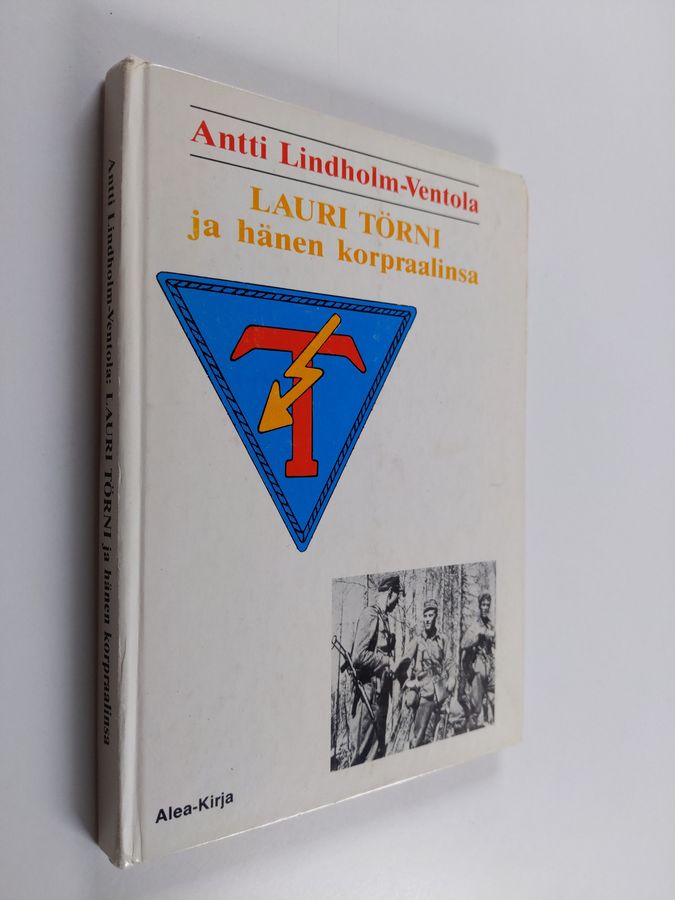 Antti Lindholm-Ventola
LAURI TÖRNI
ja hänen korpraalinsa
T
Alea-Kirja
Antti Lindholm-Ventola: LAURI TÖRNI ja hänen korpraalinsa